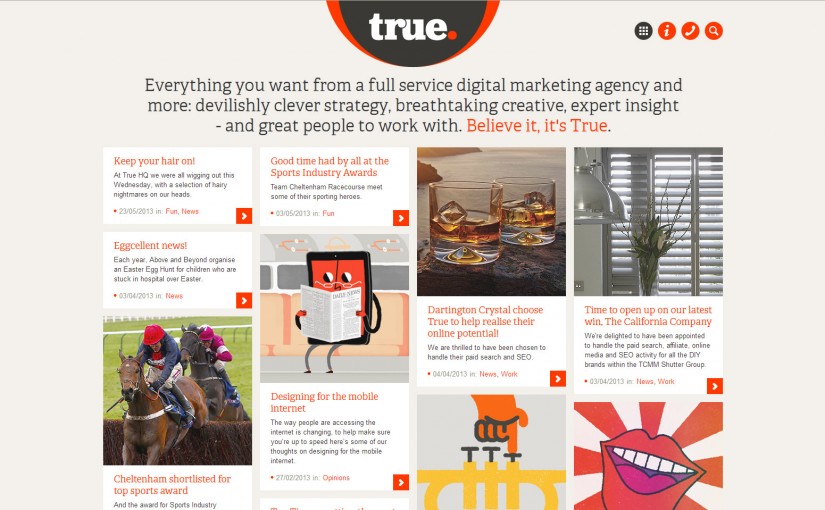 true.
Everything you want from a full service digital marketing agency and
more: devilishly clever strategy, breathtaking creative, expert insight
- and great people to work with. Believe it, it's True.
Keep your hair on!
At True HQ we were all wigging out this
Wednesday, with a selection of hairy
nightmares on our heads.
23/05/2013 in: Fun, News
Eggcellent news!
Each year, Above and Beyond organise
an Easter Egg Hunt for children who are
stuck in hospital over Easter.
03/04/2013 in: News
Cheltenham shortlisted for
top sports award
And the award for Sports Industry
Good time had by all at the
Sports Industry Awards
Team Cheltenham Racecourse meet
some of their sporting heroes.
03/05/2013 in: Fun
DAILY NEWS
Designing for the mobile
internet
The way people are accessing the
internet is changing, to help make sure
you're up to speed here's some of our
thoughts on designing for the mobile
internet.
27/02/2013 in: Opinions
Dartington Crystal choose
True to help realise their
online potential!
We are thrilled to have been chosen to
handle their paid search and SEO.
04/04/2013 in: News, Work
Time to open up on our latest
win, The California Company
We're delighted to have been appointed
to handle the paid search, affiliate, online
media and SEO activity for all the DIY
brands within the TCMM Shutter Group.
03/04/2013 in: News, Work